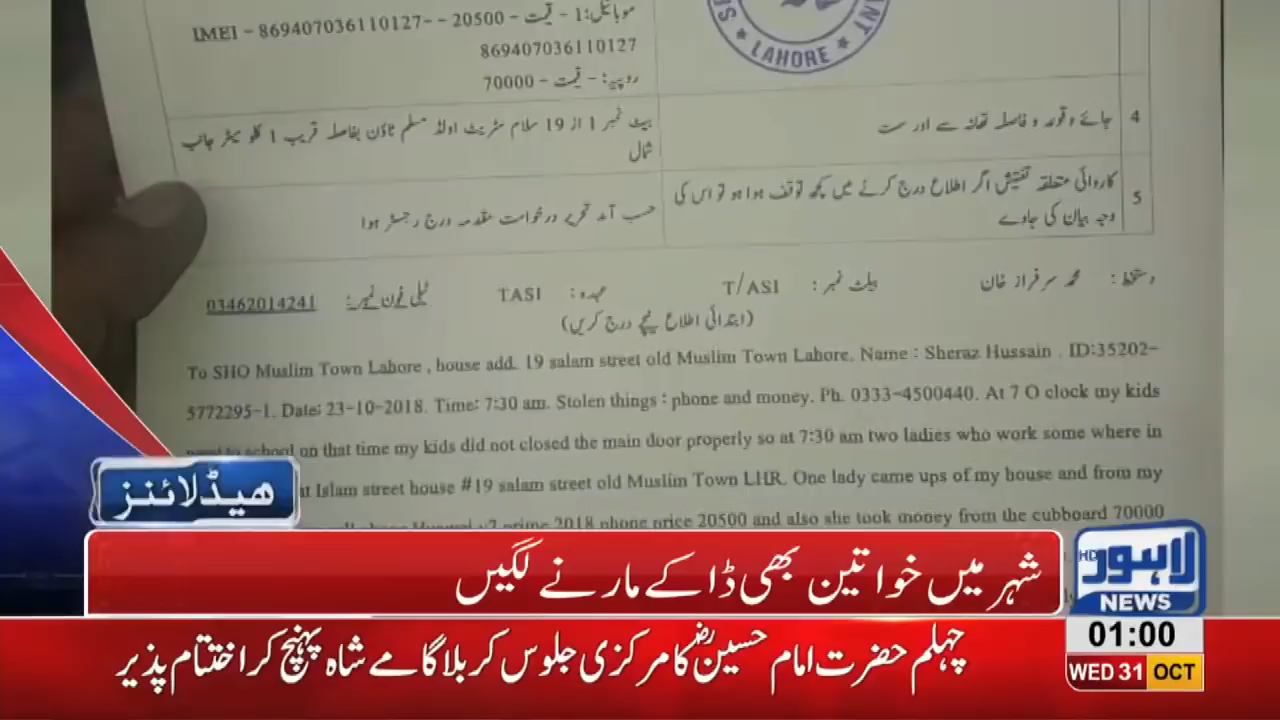 موبائیل:1 - قیمت - 20500 -- IMEI - 869407036110127
869407036110127
روپیہ: - قیمت - 70000
LAHORE
4 جائے وقوعہ و فاصلہ تھانہ سے اور سمت
بیٹ نمبر 1 از 19 سلام سٹریٹ اولڈ مسلم ٹاؤن بفاصلہ قریب 1 کلو میٹر جانب
شمال
5 کاروائی متعلقہ تفتیش اگر اطلاع درج کرنے میں کچھ توقف ہوا ہو تو اس کی
وجہ بیان کی جاوے
حسب آمد تحریر درخواست مقدمہ درج رجسٹر ہوا
دستخط: محمد سرفراز خان بیلٹ نمبر: T/ASI عہدہ: TASI ٹیلی فون نمبر: 03462014241
(ابتدائی اطلاع نیچے درج کریں)
To SHO Muslim Town Lahore , house add. 19 salam street old Muslim Town Lahore. Name : Sheraz Hussain . ID:35202-
5772295-1. Date: 23-10-2018. Time: 7:30 am. Stolen things : phone and money. Ph. 0333-4500440. At 7 O clock my kids
to school on that time my kids did not closed the main door properly so at 7:30 am two ladies who work some where in
at Islam street house #19 salam street old Muslim Town LHR. One lady came ups of my house and from my
prime 2018 phone price 20500 and also she took money from the cubboard 70000
ہیڈلائنز
شہر میں خواتین بھی ڈاکے مارنے لگیں
لاہور HD
NEWS
چہلم حضرت امام حسینؓ کا مرکزی جلوس کربلا گامے شاہ پہنچ کر اختتام پذیر
01:00
WED 31 OCT